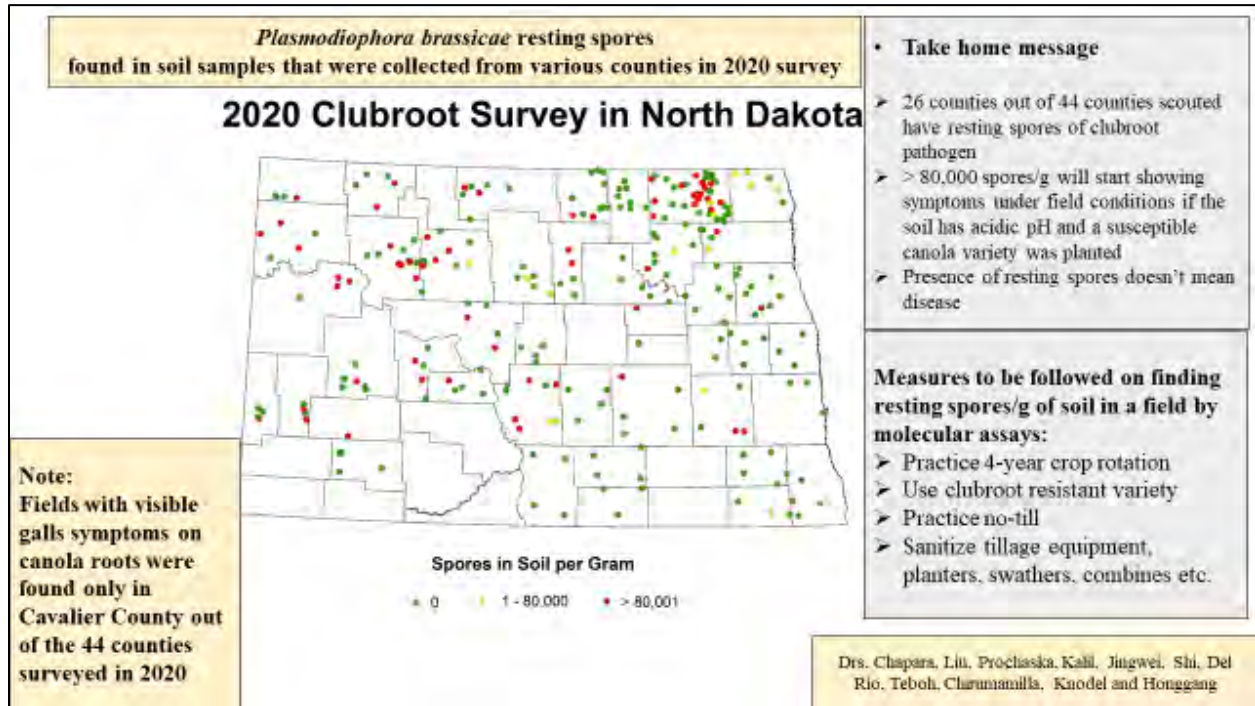 Plasmodiophora brassicae resting spores
found in soil samples that were collected from various counties in 2020 survey
2020 Clubroot Survey in North Dakota
Spores in Soil per Gram
0
1 - 80,000
> 80,001
Note:
Fields with visible
galls symptoms on
canola roots were
found only in
Cavalier County out
of the 44 counties
surveyed in 2020
• Take home message
➢ 26 counties out of 44 counties scouted
have resting spores of clubroot
pathogen
➢ > 80,000 spores/g will start showing
symptoms under field conditions if the
soil has acidic pH and a susceptible
canola variety was planted
➢ Presence of resting spores doesn't mean
disease
Measures to be followed on finding
resting spores/g of soil in a field by
molecular assays:
➢ Practice 4-year crop rotation
➢ Use clubroot resistant variety
➢ Practice no-till
➢ Sanitize tillage equipment,
planters, swathers, combines etc.
Drs. Chapara, Liu, Prochaska, Kalil, Jingwei, Shi, Del
Rio, Teboh, Chirumamilla, Knodel and Honggang